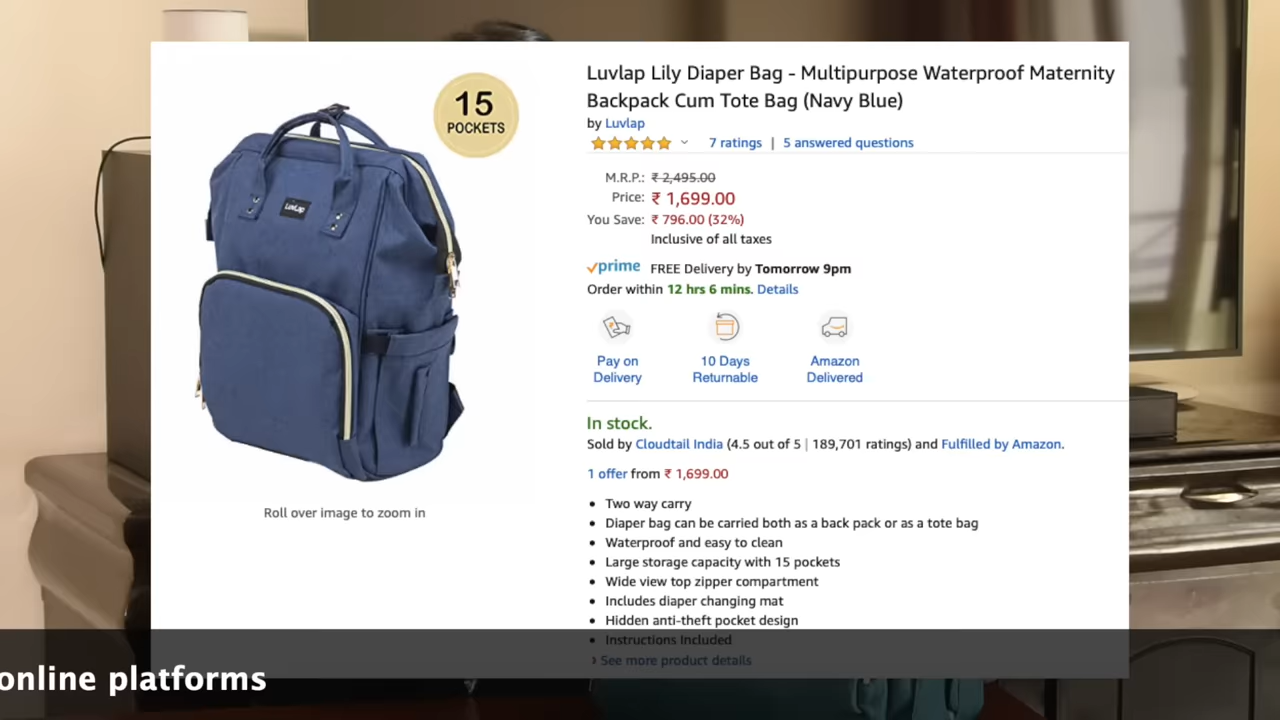 15
POCKETS
LuvLap
Roll over image to zoom in
Luvlap Lily Diaper Bag - Multipurpose Waterproof Maternity
Backpack Cum Tote Bag (Navy Blue)
by Luvlap
7 ratings | 5 answered questions
M.R.P.: ₹ 2,495.00
Price: ₹ 1,699.00
You Save: ₹ 796.00 (32%)
Inclusive of all taxes
prime FREE Delivery by Tomorrow 9pm
Order within 12 hrs 6 mins. Details
Pay on Delivery
10 Days Returnable
Amazon Delivered
In stock.
Sold by Cloudtail India (4.5 out of 5 | 189,701 ratings) and Fulfilled by Amazon.
1 offer from ₹ 1,699.00
• Two way carry
• Diaper bag can be carried both as a back pack or as a tote bag
• Waterproof and easy to clean
• Large storage capacity with 15 pockets
• Wide view top zipper compartment
• Includes diaper changing mat
• Hidden anti-theft pocket design
• Instructions Included
› See more product details
online platforms